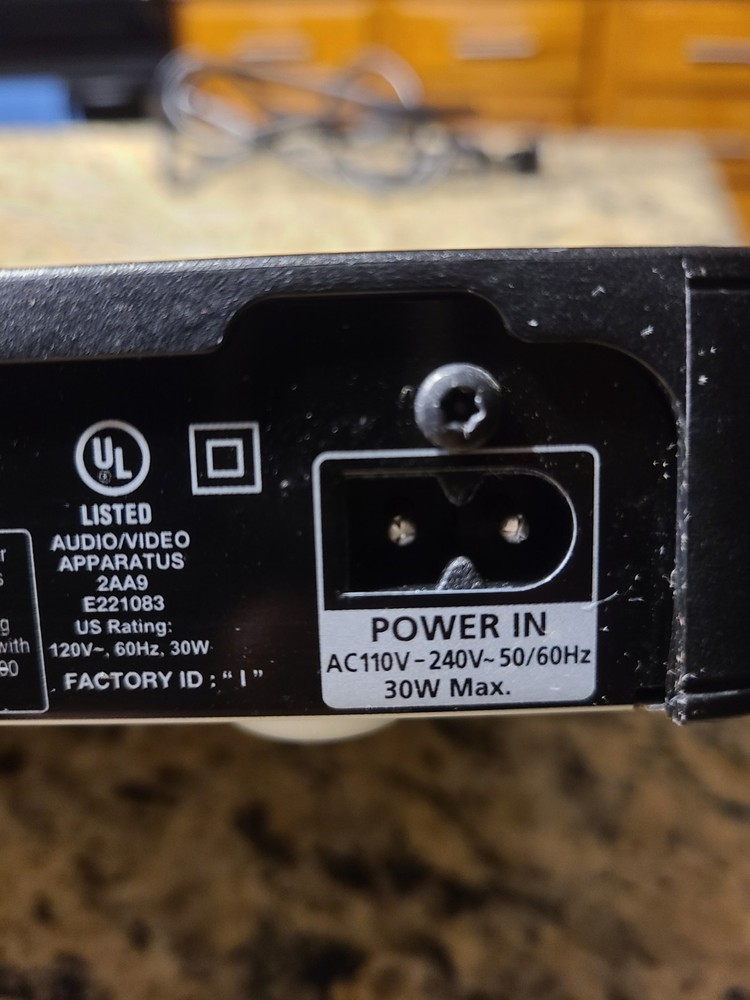 UL
LISTED
AUDIO/VIDEO
APPARATUS
2AA9
E221083
US Rating:
120V~, 60Hz, 30W
FACTORY ID : "I"
POWER IN
AC110V – 240V~ 50/60Hz
30W Max.
with